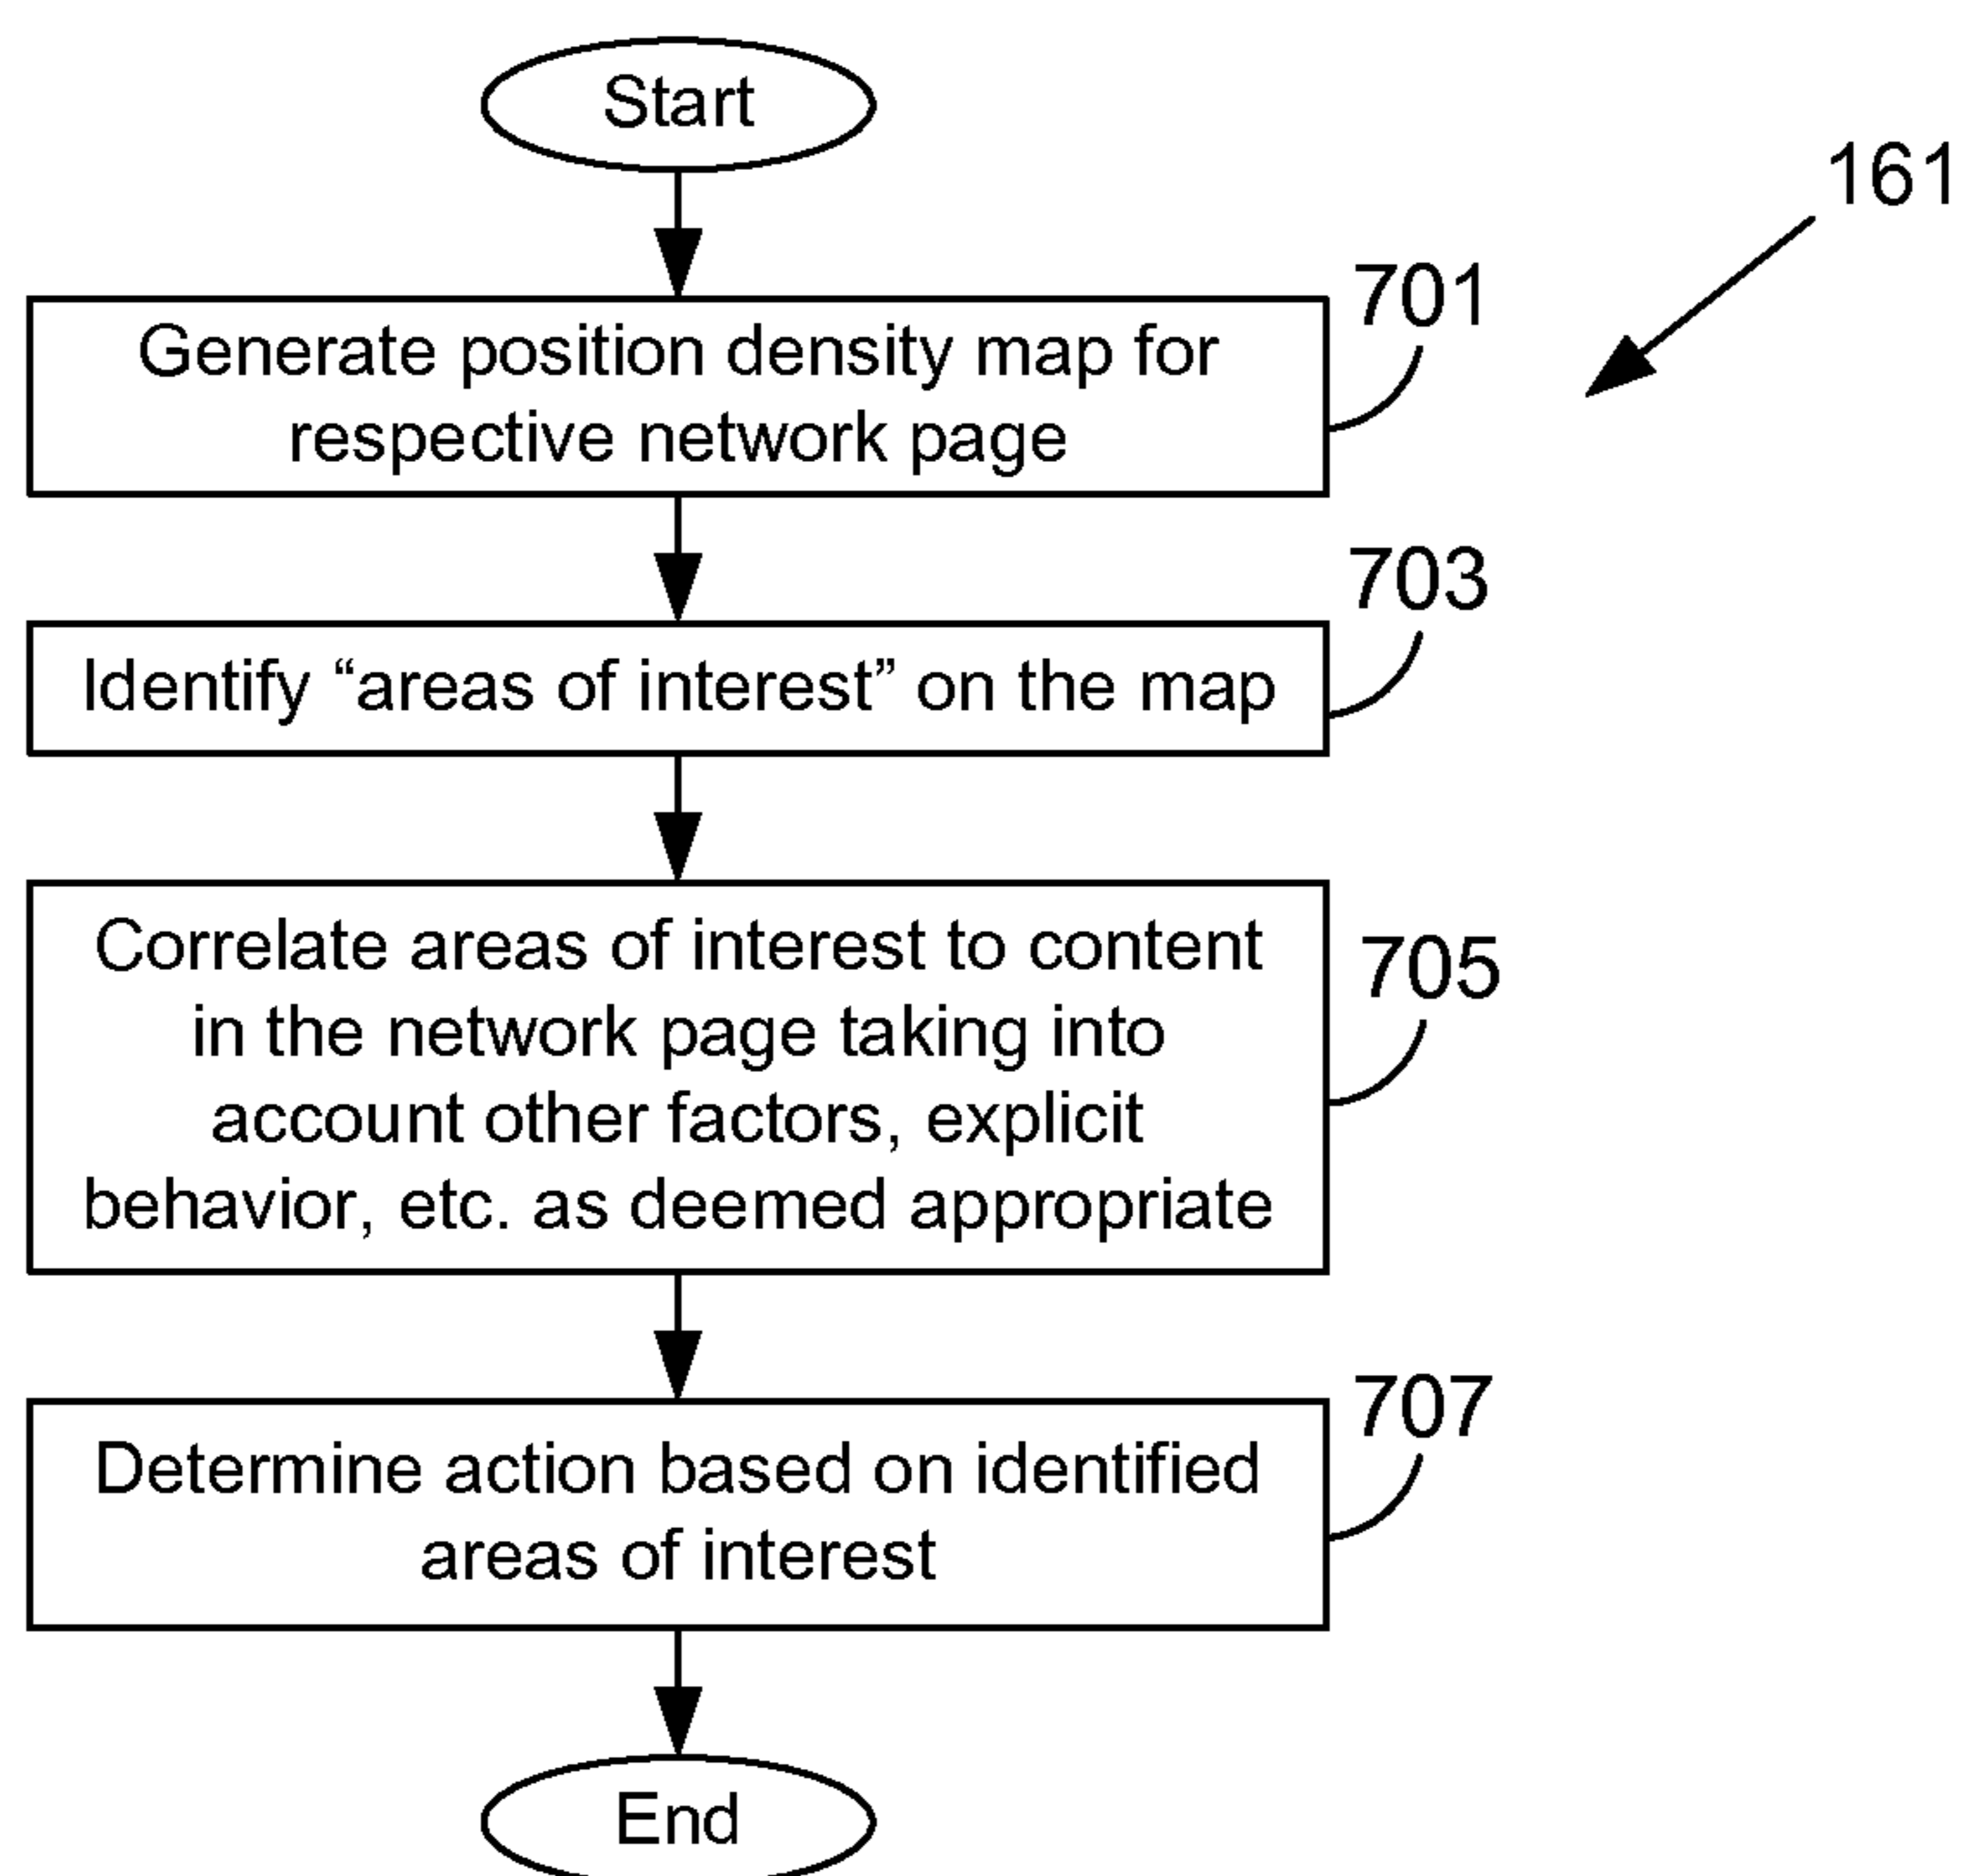 Start
161
701
Generate position density map for
respective network page
703
Identify “areas of interest” on the map
705
Correlate areas of interest to content
in the network page taking into
account other factors, explicit
behavior, etc. as deemed appropriate
707
Determine action based on identified
areas of interest
End